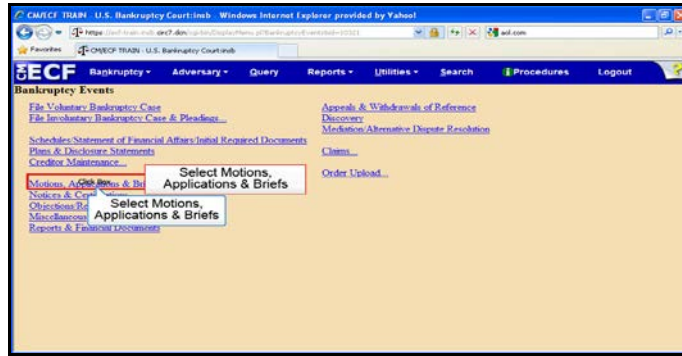 CM/ECF TRAIN - U.S. Bankruptcy Court:insb - Windows Internet Explorer provided by Yahoo!
aol.com
Favorites CM/ECF TRAIN - U.S. Bankruptcy Court:insb
ECF Bankruptcy Adversary Query Reports Utilities Search Procedures Logout
Bankruptcy Events
File Voluntary Bankruptcy Case
File Involuntary Bankruptcy Case & Pleadings...
Schedules/Statement of Financial Affairs/Initial Required Documents
Plans & Disclosure Statements
Creditor Maintenance...
Motions, Applications & Br
Click Box
Notices & Cer
Objections/Re
Miscellaneous
Reports & Financial Documents
Appeals & Withdrawals of Reference
Discovery
Mediation/Alternative Dispute Resolution
Claims...
Order Upload...
Select Motions,
Applications & Briefs
Select Motions,
Applications & Briefs